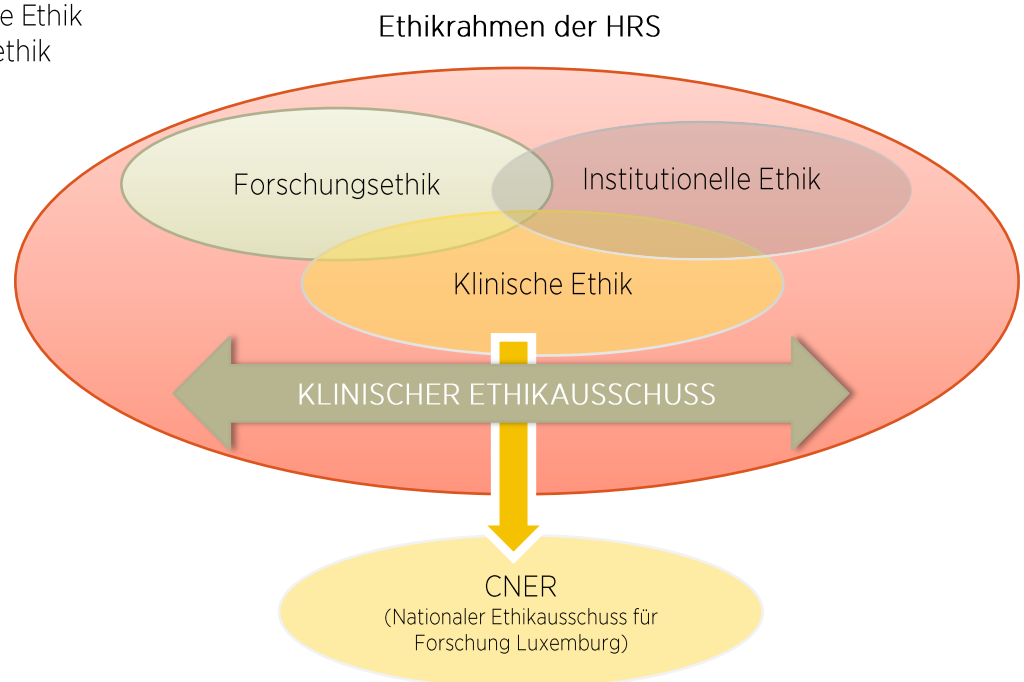 e Ethik
ethik
Ethikrahmen der HRS
Forschungsethik
Institutionelle Ethik
Klinische Ethik
KLINISCHER ETHIKAUSSCHUSS
CNER
(Nationaler Ethikausschuss für
Forschung Luxemburg)